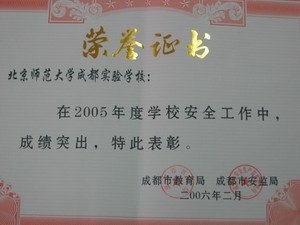 荣誉证书
北京师范大学成都实验学校：
在2005年度学校安全工作中，
成绩突出，特此表彰。
成都市教育局 成都市安监局
二00六年二月